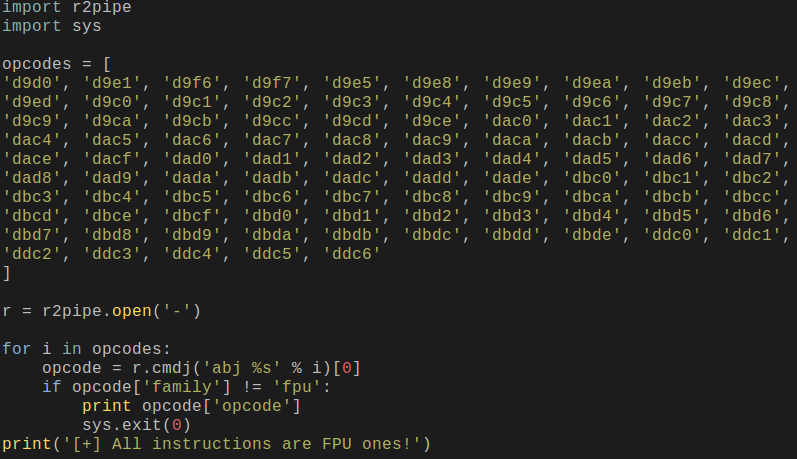 import r2pipe
import sys

opcodes = [
'd9d0', 'd9e1', 'd9f6', 'd9f7', 'd9e5', 'd9e8', 'd9e9', 'd9ea', 'd9eb', 'd9ec',
'd9ed', 'd9c0', 'd9c1', 'd9c2', 'd9c3', 'd9c4', 'd9c5', 'd9c6', 'd9c7', 'd9c8',
'd9c9', 'd9ca', 'd9cb', 'd9cc', 'd9cd', 'd9ce', 'dac0', 'dac1', 'dac2', 'dac3',
'dac4', 'dac5', 'dac6', 'dac7', 'dac8', 'dac9', 'daca', 'dacb', 'dacc', 'dacd',
'dace', 'dacf', 'dad0', 'dad1', 'dad2', 'dad3', 'dad4', 'dad5', 'dad6', 'dad7',
'dad8', 'dad9', 'dada', 'dadb', 'dadc', 'dadd', 'dade', 'dbc0', 'dbc1', 'dbc2',
'dbc3', 'dbc4', 'dbc5', 'dbc6', 'dbc7', 'dbc8', 'dbc9', 'dbca', 'dbcb', 'dbcc',
'dbcd', 'dbce', 'dbcf', 'dbd0', 'dbd1', 'dbd2', 'dbd3', 'dbd4', 'dbd5', 'dbd6',
'dbd7', 'dbd8', 'dbd9', 'dbda', 'dbdb', 'dbdc', 'dbdd', 'dbde', 'ddc0', 'ddc1',
'ddc2', 'ddc3', 'ddc4', 'ddc5', 'ddc6'
]

r = r2pipe.open('-')

for i in opcodes:
    opcode = r.cmdj('abj %s' % i)[0]
    if opcode['family'] != 'fpu':
        print opcode['opcode']
        sys.exit(0)
print('[+] All instructions are FPU ones!')